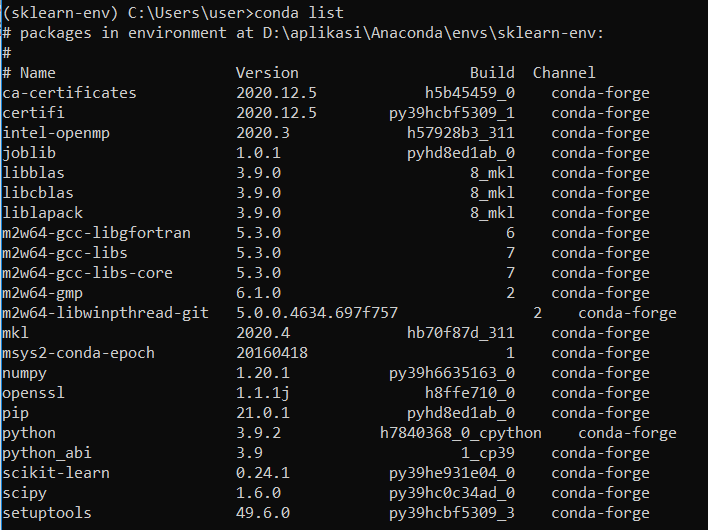 (sklearn-env) C:\Users\user>conda list
# packages in environment at D:\aplikasi\Anaconda\envs\sklearn-env:
#
# Name                    Version                   Build  Channel
ca-certificates           2020.12.5            h5b45459_0    conda-forge
certifi                   2020.12.5        py39hcbf5309_1    conda-forge
intel-openmp              2020.3             h57928b3_311    conda-forge
joblib                    1.0.1              pyhd8ed1ab_0    conda-forge
libblas                   3.9.0                     8_mkl    conda-forge
libcblas                  3.9.0                     8_mkl    conda-forge
liblapack                 3.9.0                     8_mkl    conda-forge
m2w64-gcc-libgfortran     5.3.0                         6    conda-forge
m2w64-gcc-libs            5.3.0                         7    conda-forge
m2w64-gcc-libs-core       5.3.0                         7    conda-forge
m2w64-gmp                 6.1.0                         2    conda-forge
m2w64-libwinpthread-git   5.0.0.4634.697f757               2    conda-forge
mkl                       2020.4             hb70f87d_311    conda-forge
msys2-conda-epoch         20160418                      1    conda-forge
numpy                     1.20.1           py39h6635163_0    conda-forge
openssl                   1.1.1j               h8ffe710_0    conda-forge
pip                       21.0.1             pyhd8ed1ab_0    conda-forge
python                    3.9.2           h7840368_0_cpython    conda-forge
python_abi                3.9                      1_cp39    conda-forge
scikit-learn              0.24.1           py39he931e04_0    conda-forge
scipy                     1.6.0            py39hc0c34ad_0    conda-forge
setuptools                49.6.0           py39hcbf5309_3    conda-forge